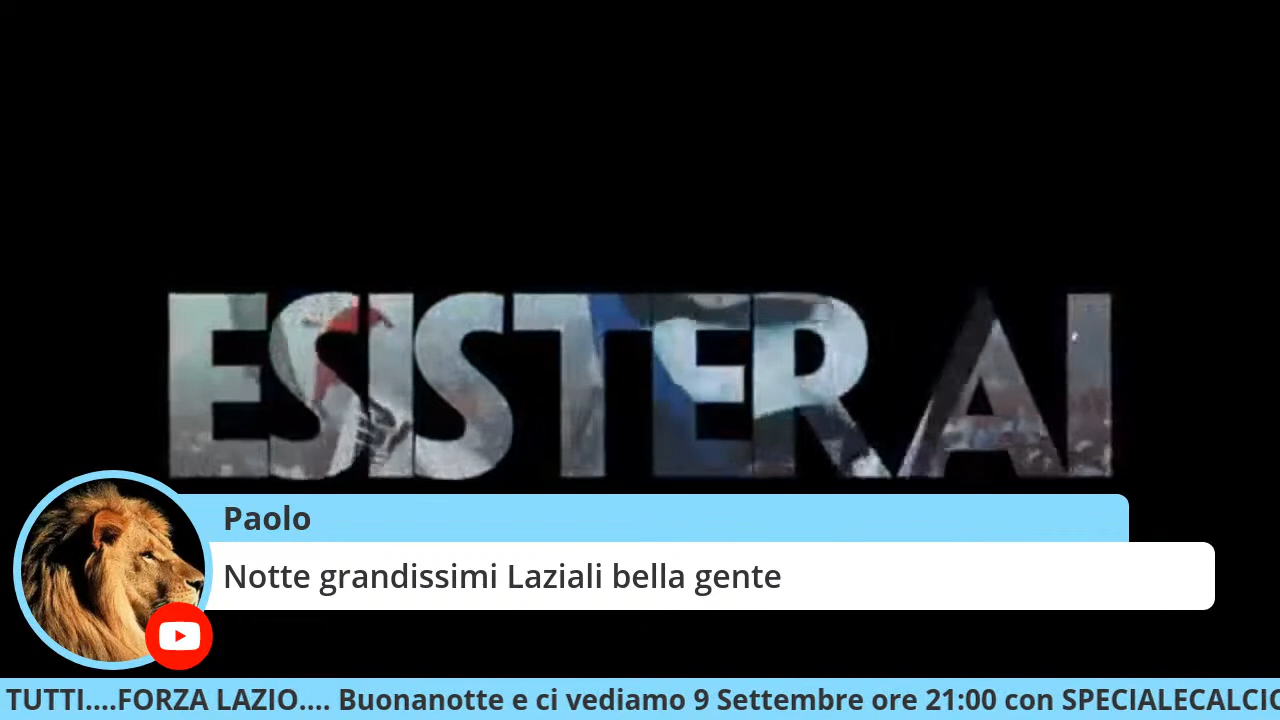 ESISTERAI
Paolo
Notte grandissimi Laziali bella gente
TUTTI....FORZA LAZIO.... Buonanotte e ci vediamo 9 Settembre ore 21:00 con SPECIALECALCIO